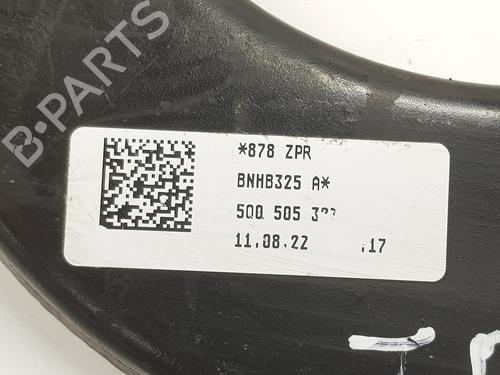 B-PARTS
*878 ZPR
BNHB325 A*
5QQ 505
11.08.22 .17